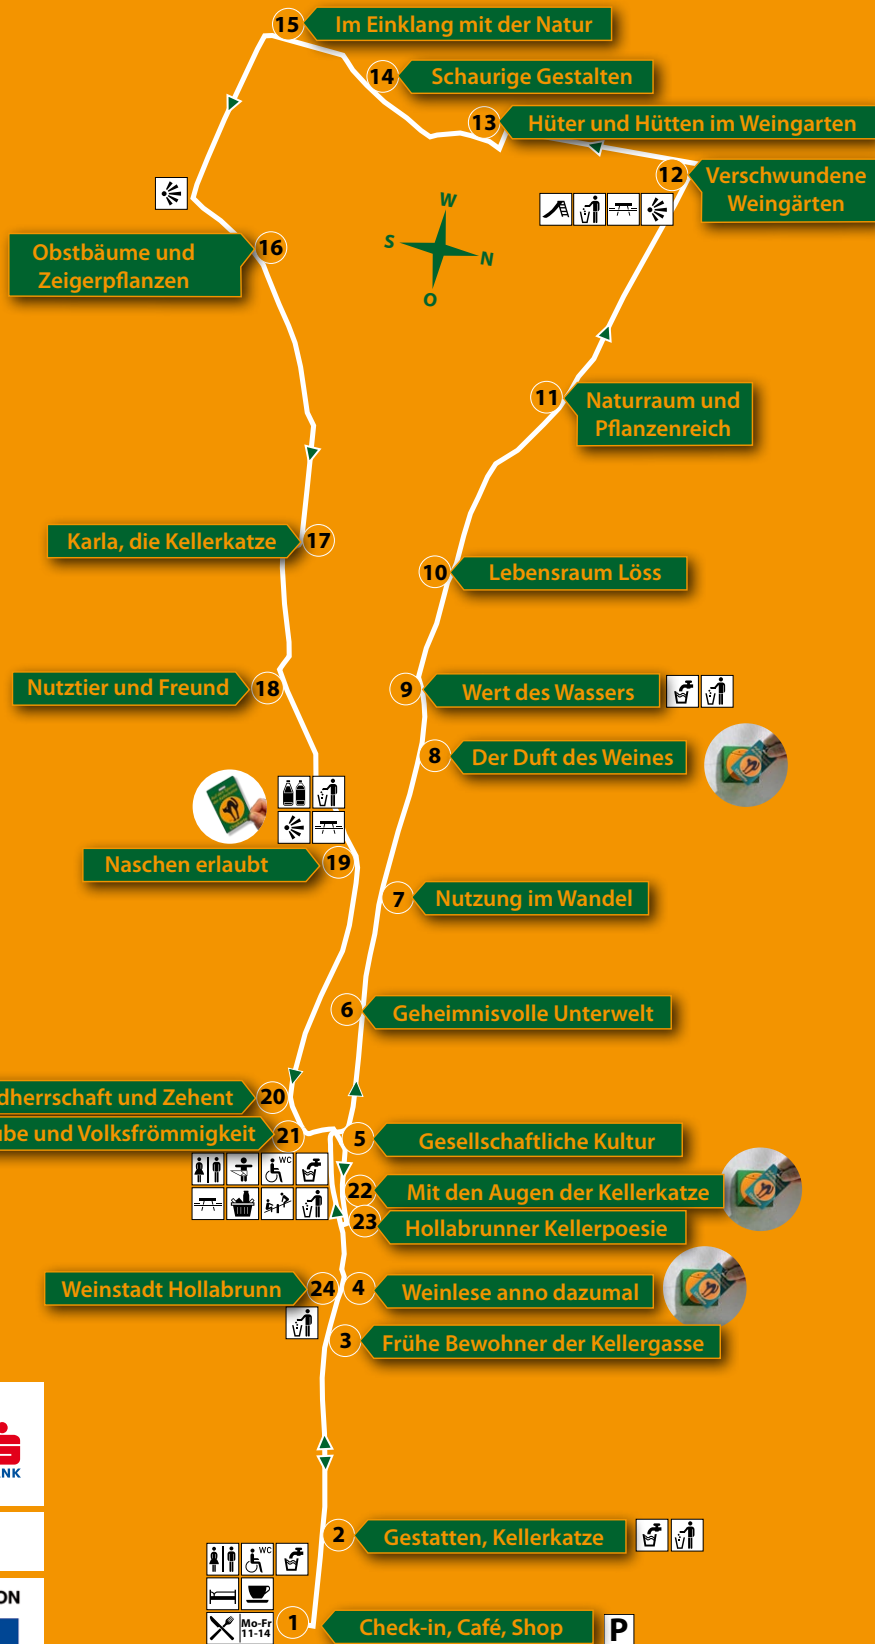 15 Im Einklang mit der Natur
14 Schaurige Gestalten
13 Hüter und Hütten im Weingarten
12 Verschwundene
Weingärten
W
S
N
O
16 Obstbäume und
Zeigerpflanzen
11 Naturraum und
Pflanzenreich
Karla, die Kellerkatze 17
10 Lebensraum Löss
Nutztier und Freund 18
9 Wert des Wassers
8 Der Duft des Weines
Naschen erlaubt 19
7 Nutzung im Wandel
6 Geheimnisvolle Unterwelt
dherrschaft und Zehent 20
ube und Volksfrömmigkeit 21
5 Gesellschaftliche Kultur
WC
22 Mit den Augen der Kellerkatze
23 Hollabrunner Kellerpoesie
Weinstadt Hollabrunn 24
4 Weinlese anno dazumal
3 Frühe Bewohner der Kellergasse
ANK
2 Gestatten, Kellerkatze
WC
ON
Mo-Fr
11-14
1 Check-in, Café, Shop P